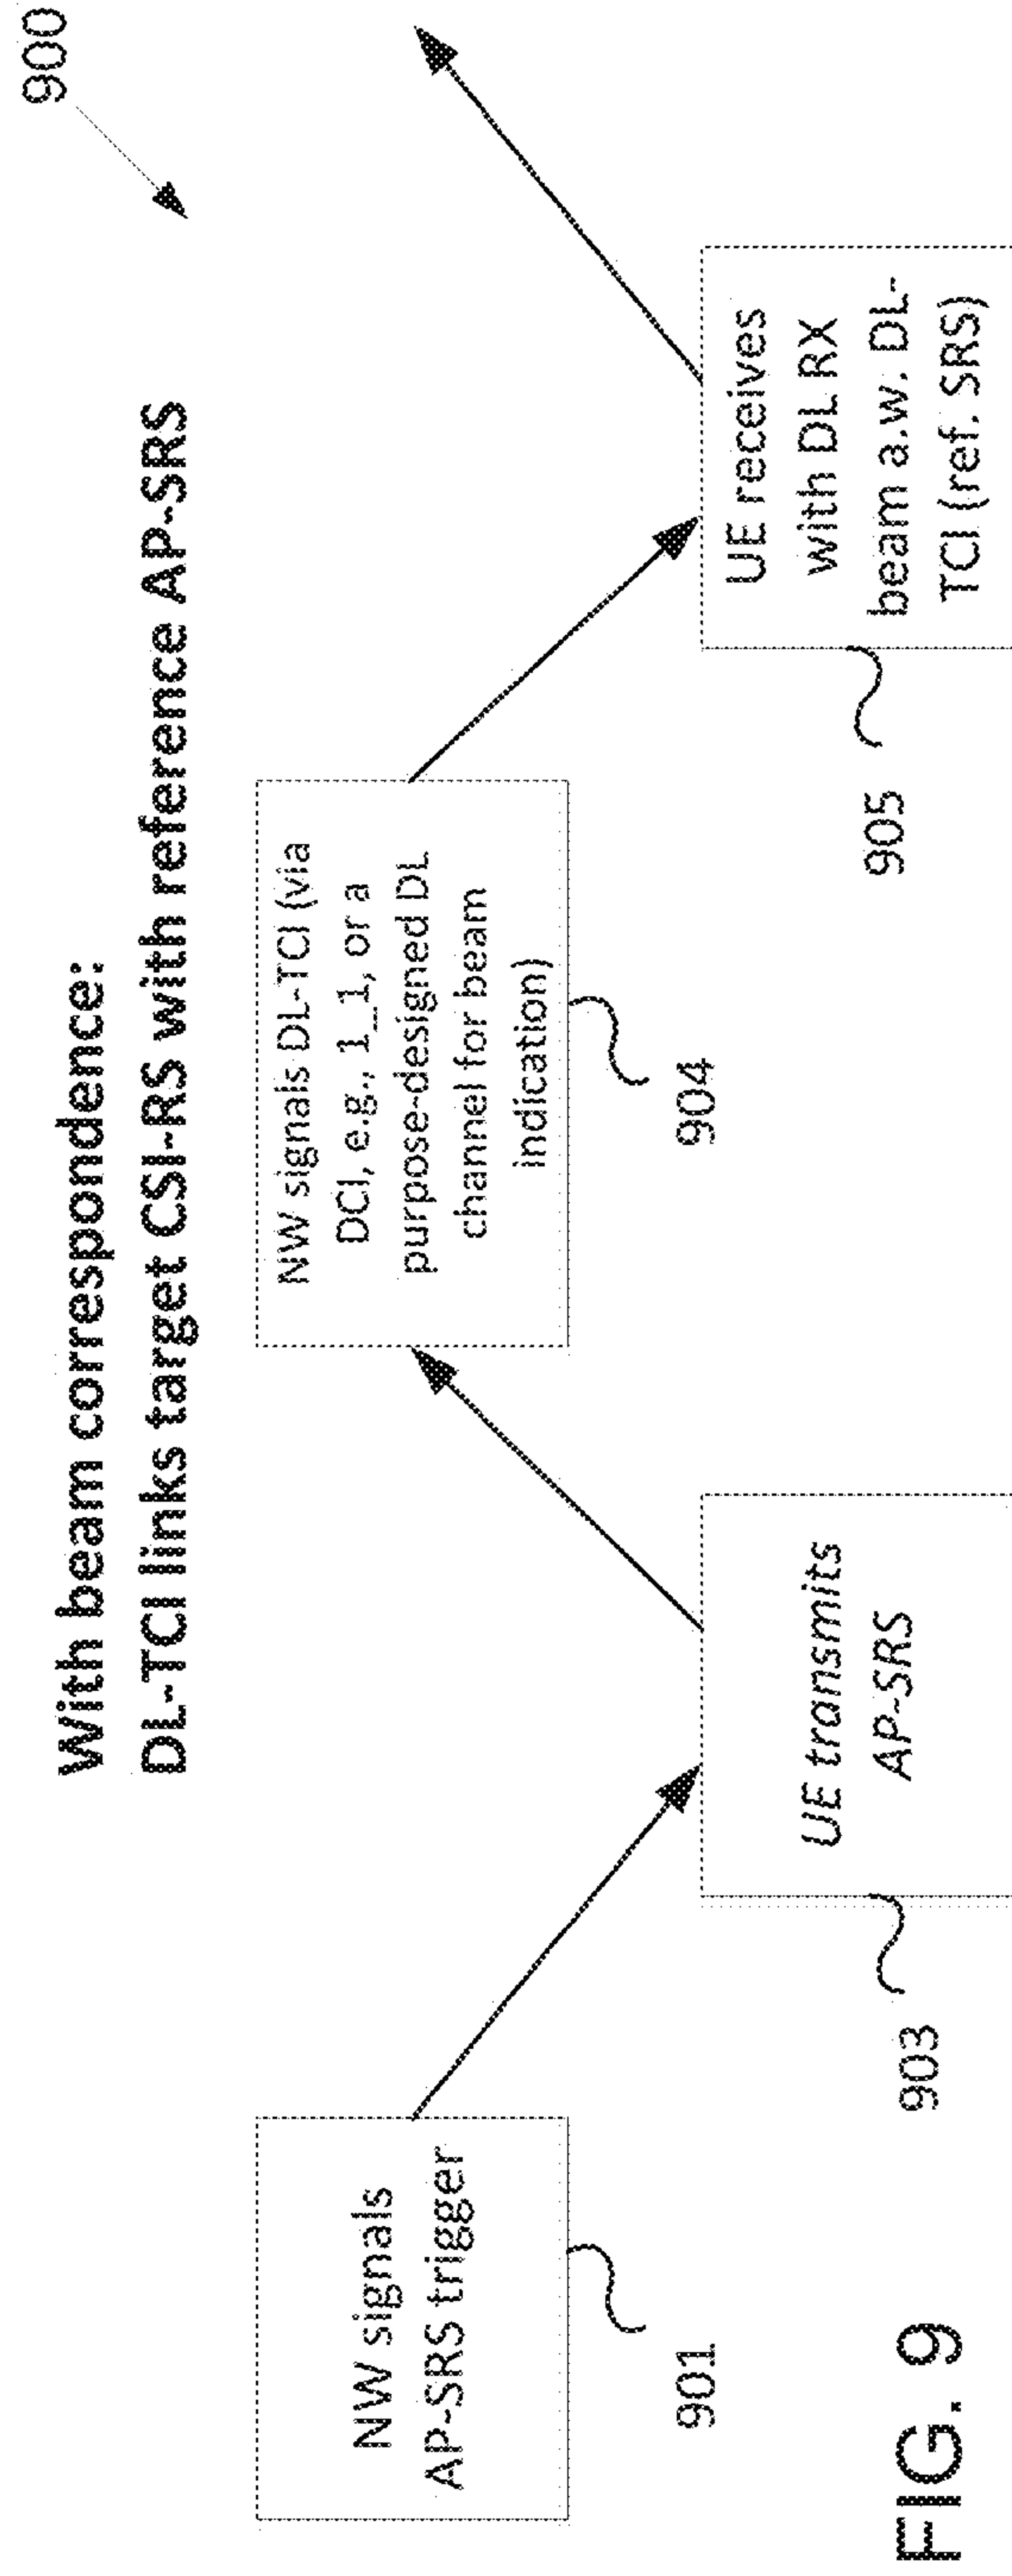 900
With beam correspondence:
DL-TCI links target CSI-RS with reference AP-SRS
NW signals
AP-SRS trigger
901
UE transmits
AP-SRS
903
NW signals DL-TCI (via
DCI, e.g., 1_1, or a
purpose-designed DL
channel for beam
indication)
904
UE receives
with DL RX
beam a.w. DL-
TCI (ref. SRS)
905
FIG. 9